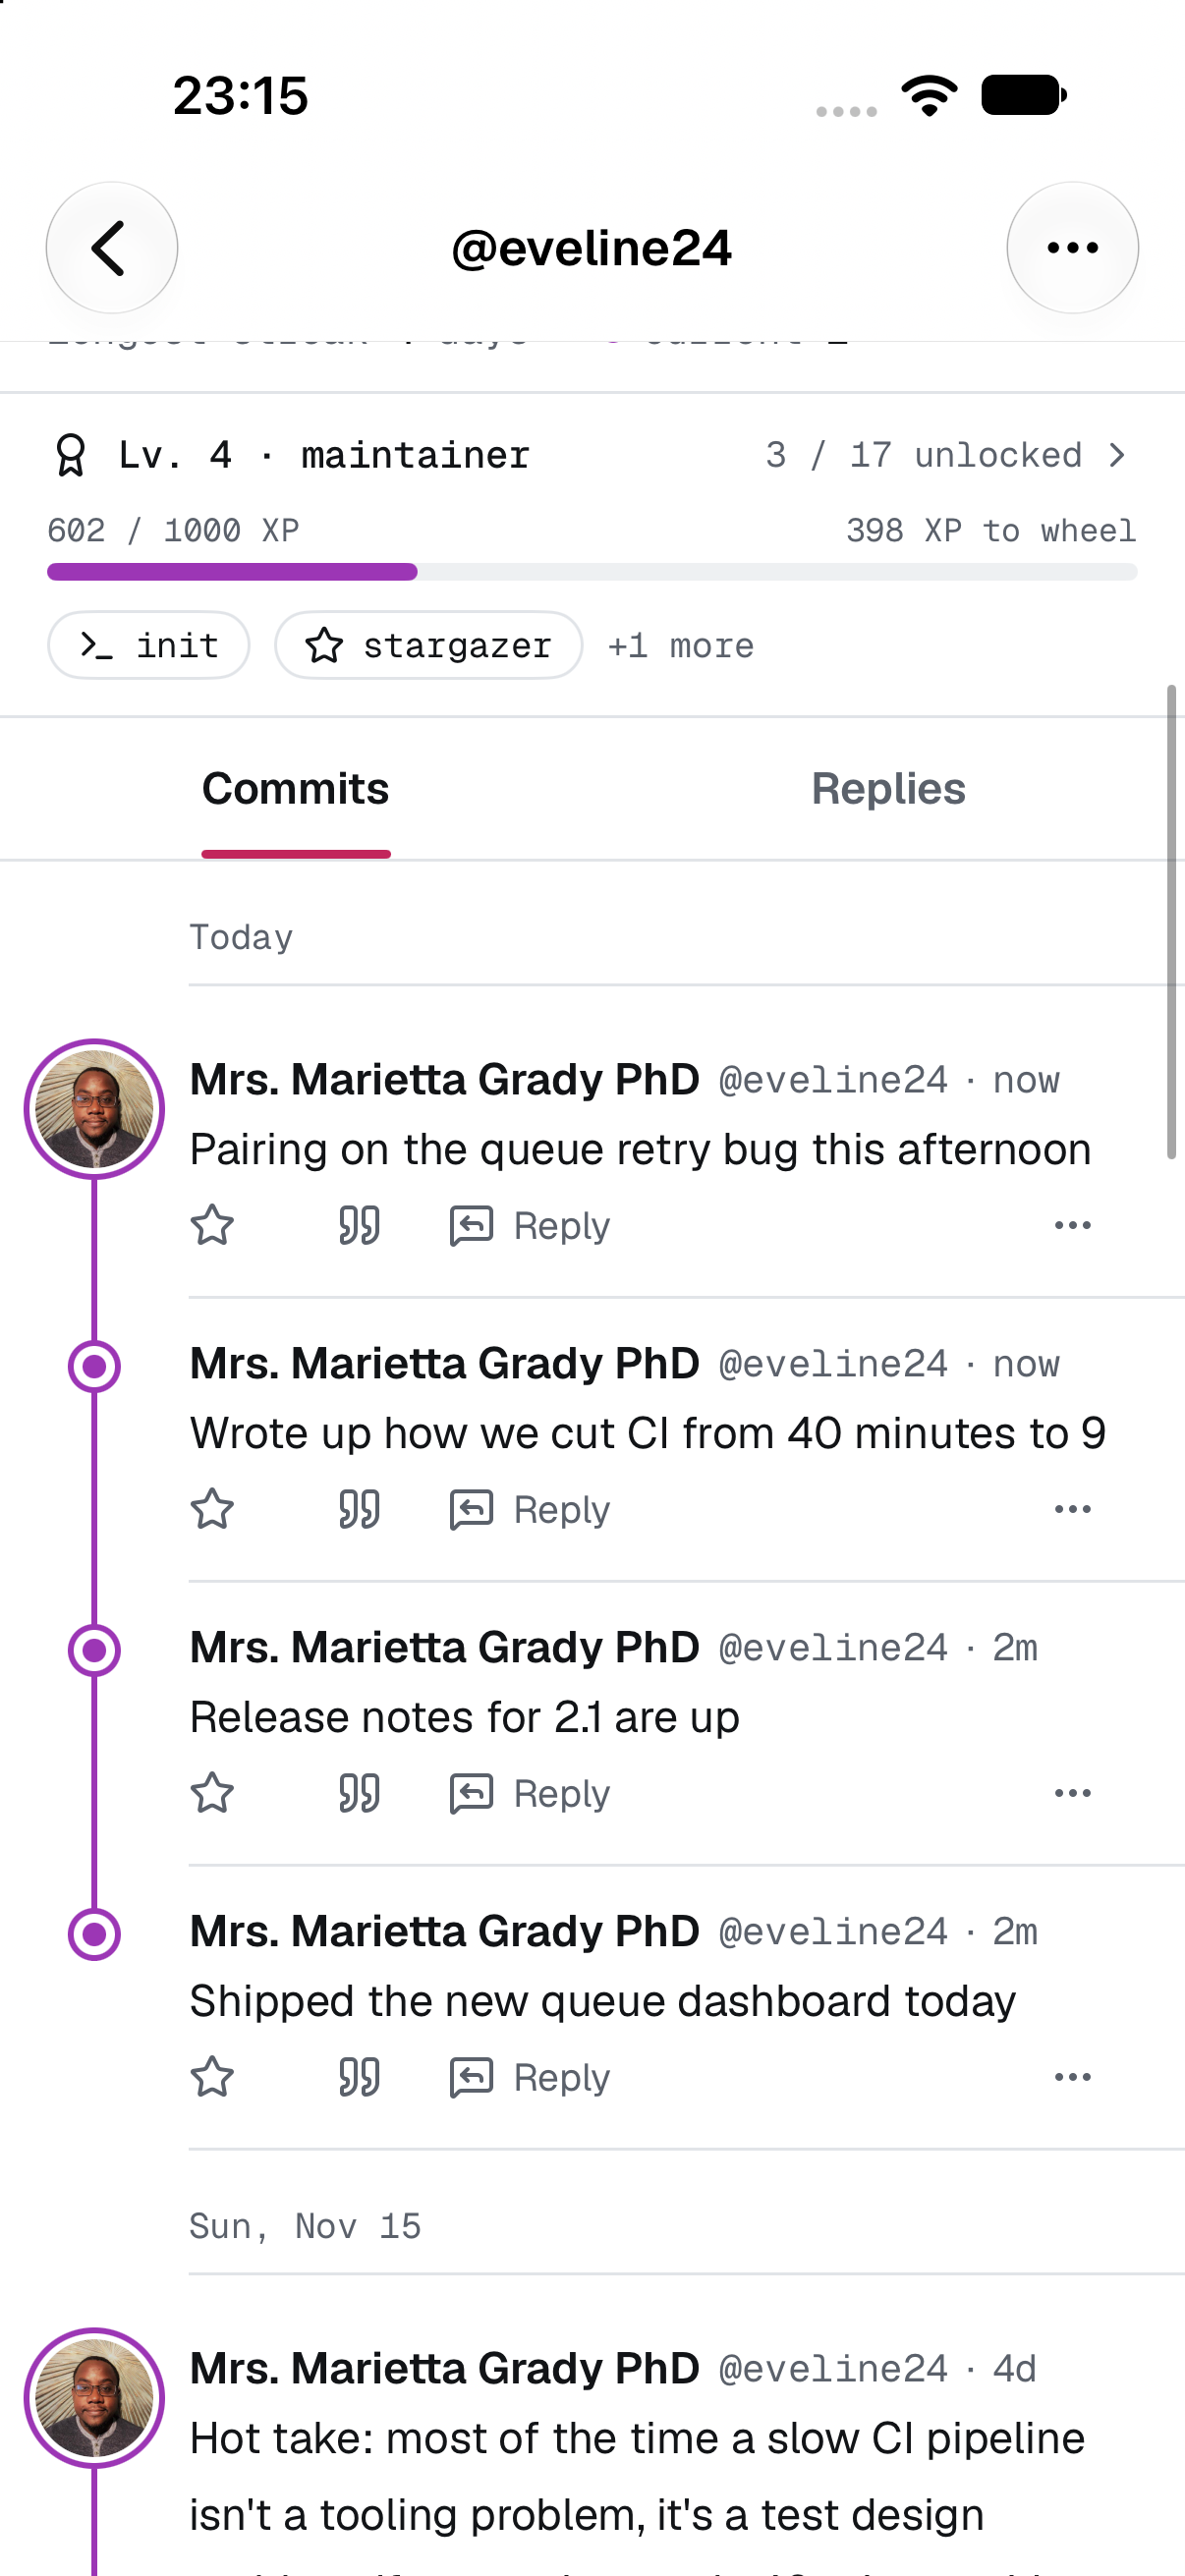 23:15
@eveline24
Lv. 4 · maintainer
3 / 17 unlocked
602 / 1000 XP
398 XP to wheel
init
stargazer
+1 more
Commits
Replies
Today
Mrs. Marietta Grady PhD @eveline24 · now
Pairing on the queue retry bug this afternoon
Reply
Mrs. Marietta Grady PhD @eveline24 · now
Wrote up how we cut CI from 40 minutes to 9
Reply
Mrs. Marietta Grady PhD @eveline24 · 2m
Release notes for 2.1 are up
Reply
Mrs. Marietta Grady PhD @eveline24 · 2m
Shipped the new queue dashboard today
Reply
Sun, Nov 15
Mrs. Marietta Grady PhD @eveline24 · 4d
Hot take: most of the time a slow CI pipeline
isn't a tooling problem, it's a test design